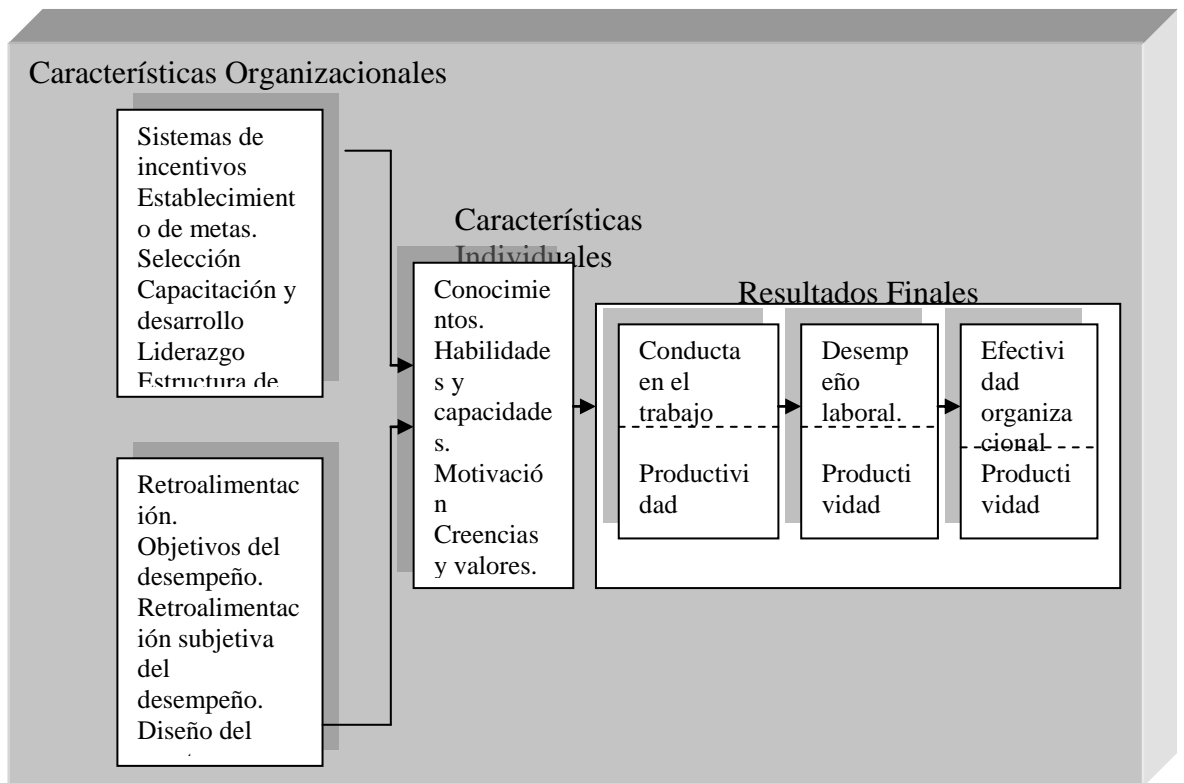 Características Organizacionales
Sistemas de
incentivos
Establecimient
o de metas.
Selección
Capacitación y
desarrollo
Liderazgo
Estructura de
Retroalimentac
ión.
Objetivos del
desempeño.
Retroalimentac
ión subjetiva
del
desempeño.
Diseño del
Características
Individuales
Conocimie
ntos.
Habilidade
s y
capacidade
s.
Motivació
n
Creencias
y valores.
Resultados Finales
Conducta
en el
trabajo
Productivi
dad
Desemp
eño
laboral.
Producti
vidad
Efectivi
dad
organiza
cional
Producti
vidad